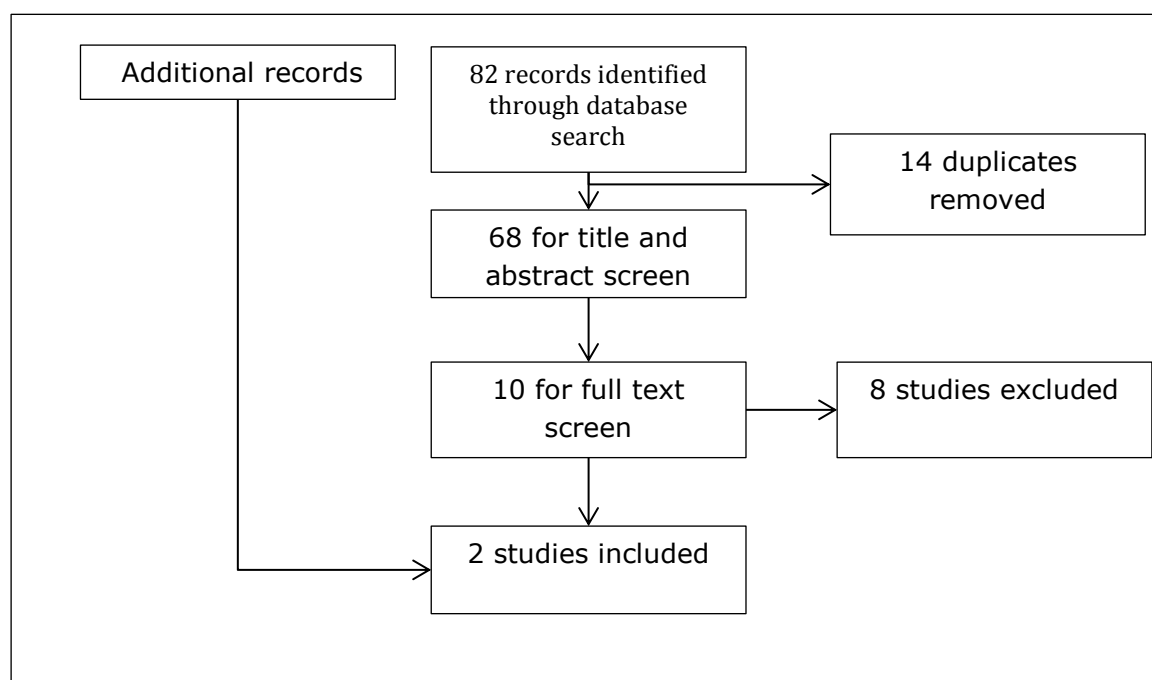 Additional records
82 records identified
through database
search
14 duplicates
removed
68 for title and
abstract screen
10 for full text
screen
8 studies excluded
2 studies included